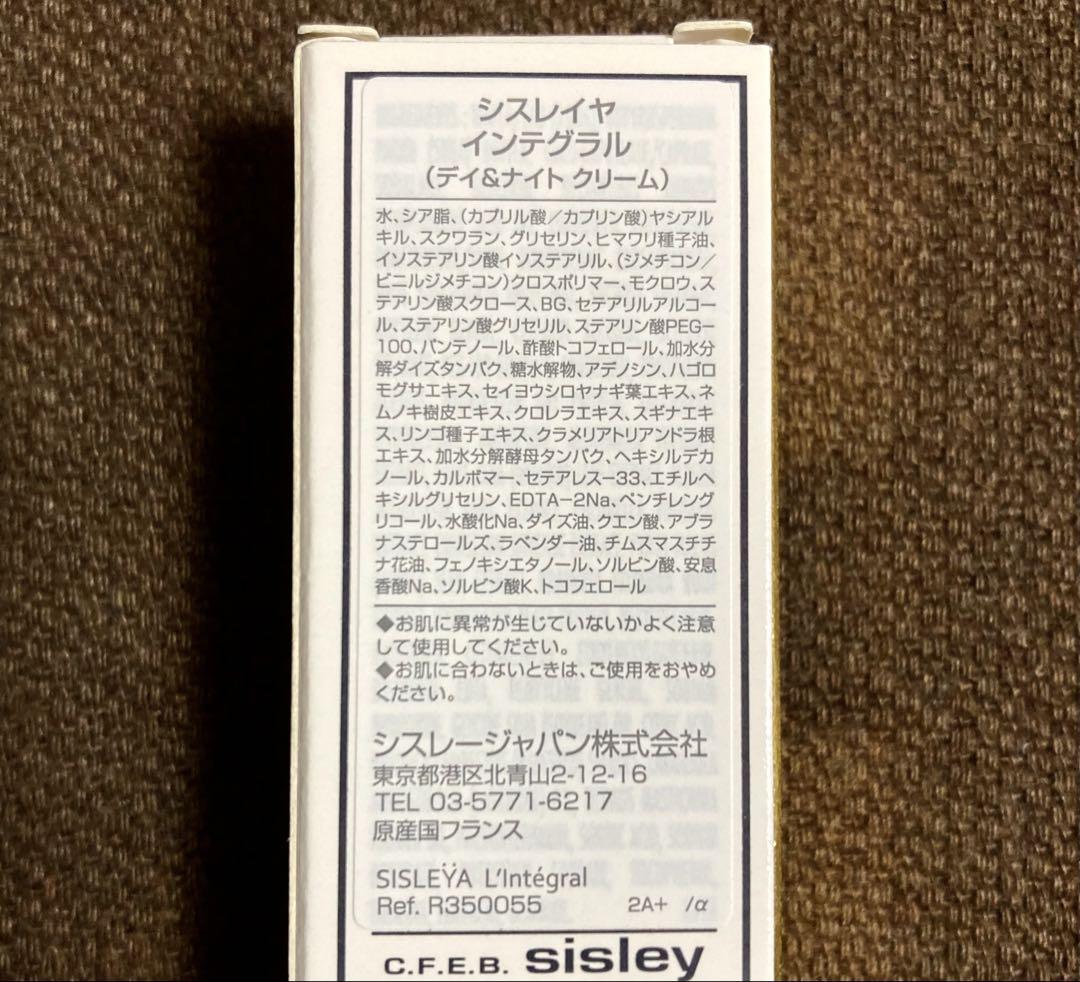 シスレイヤ
インテグラル
(デイ&ナイト クリーム)
水、シア脂、(カプリル酸/カプリン酸)ヤシアル
キル、スクワラン、グリセリン、ヒマワリ種子油、
イソステアリン酸イソステアリル、(ジメチコン/
ビニルジメチコン)クロスポリマー、モクロウ、ス
テアリン酸スクロース、BG、セテアリルアルコー
ル、ステアリン酸グリセリル、ステアリン酸PEG-
100、パンテノール、酢酸トコフェロール、加水分
解ダイズタンパク、糖水解物、アデノシン、ハゴロ
モグサエキス、セイヨウシロヤナギ葉エキス、ネ
ムノキ樹皮エキス、クロレラエキス、スギナエキ
ス、リンゴ種子エキス、クラメリアトリアンドラ根
エキス、加水分解酵母タンパク、ヘキシルデカ
ノール、カルボマー、セテアレス-33、エチルヘ
キシルグリセリン、EDTA-2Na、ペンチレング
リコール、水酸化Na、ダイズ油、クエン酸、アブラ
ナステロールズ、ラベンダー油、チムスマスチチ
ナ花油、フェノキシエタノール、ソルビン酸、安息
香酸Na、ソルビン酸K、トコフェロール
◆お肌に異常が生じていないかよく注意
して使用してください。
◆お肌に合わないときは、ご使用をおやめ
ください。
シスレージャパン株式会社
東京都港区北青山2-12-16
TEL 03-5771-6217
原産国フランス
SISLEŸA L'Intégral
Ref. R350055 2A+ /α
C.F.E.B. sisley